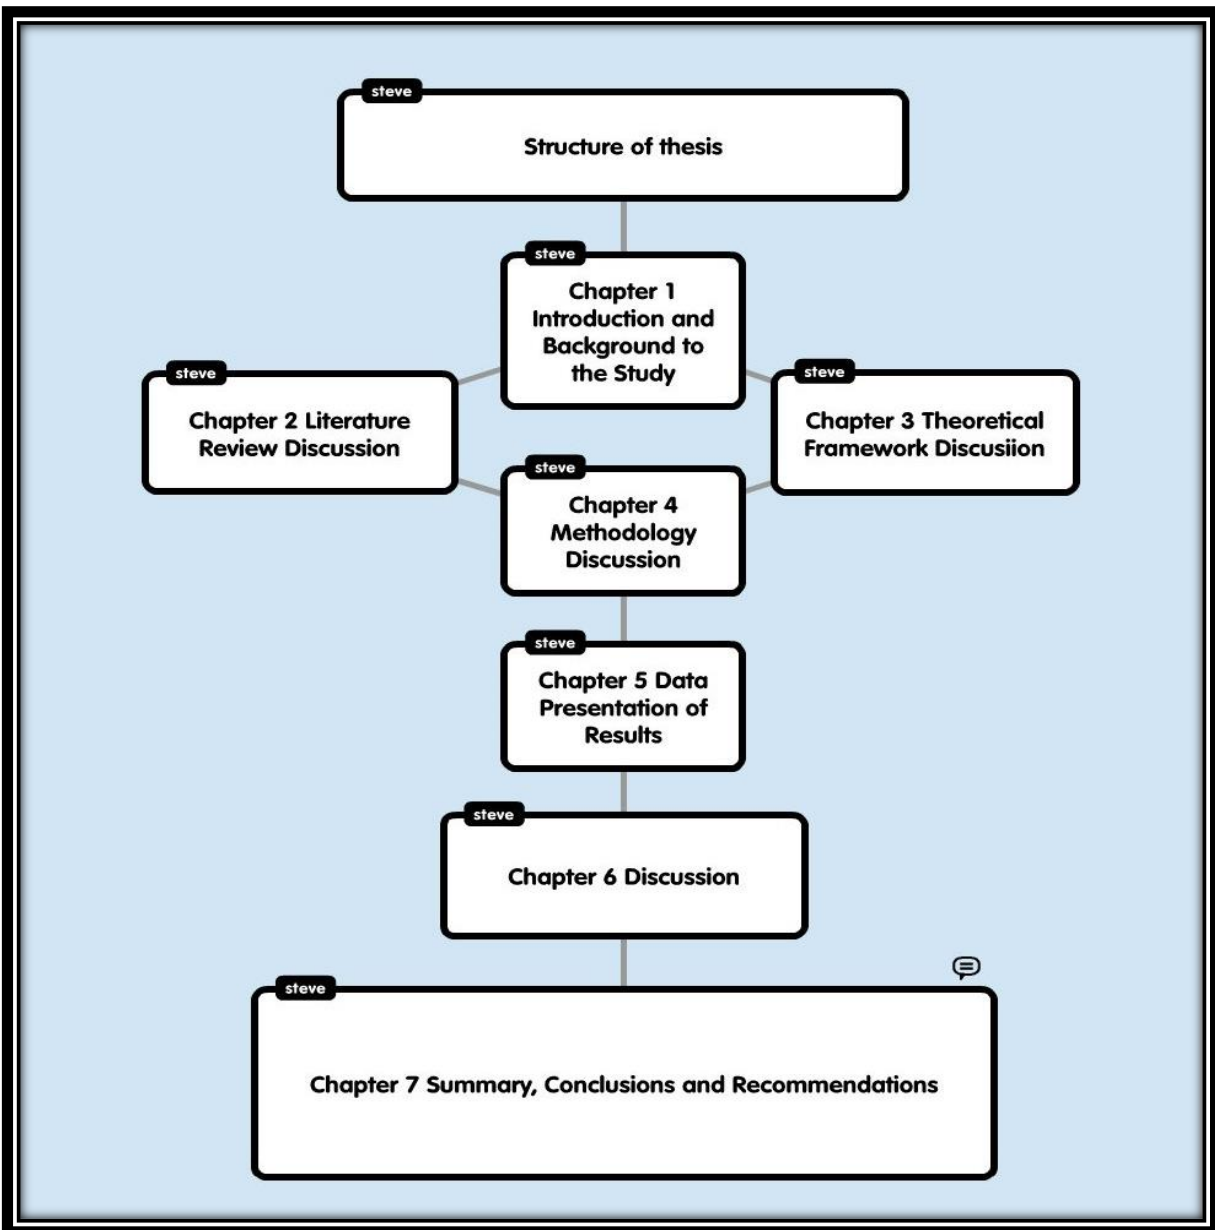 steve
Structure of thesis
steve
Chapter 1
Introduction and
Background to
the Study
steve
Chapter 2 Literature
Review Discussion
steve
Chapter 3 Theoretical
Framework Discusiion
steve
Chapter 4
Methodology
Discussion
steve
Chapter 5 Data
Presentation of
Results
steve
Chapter 6 Discussion
steve
Chapter 7 Summary, Conclusions and Recommendations